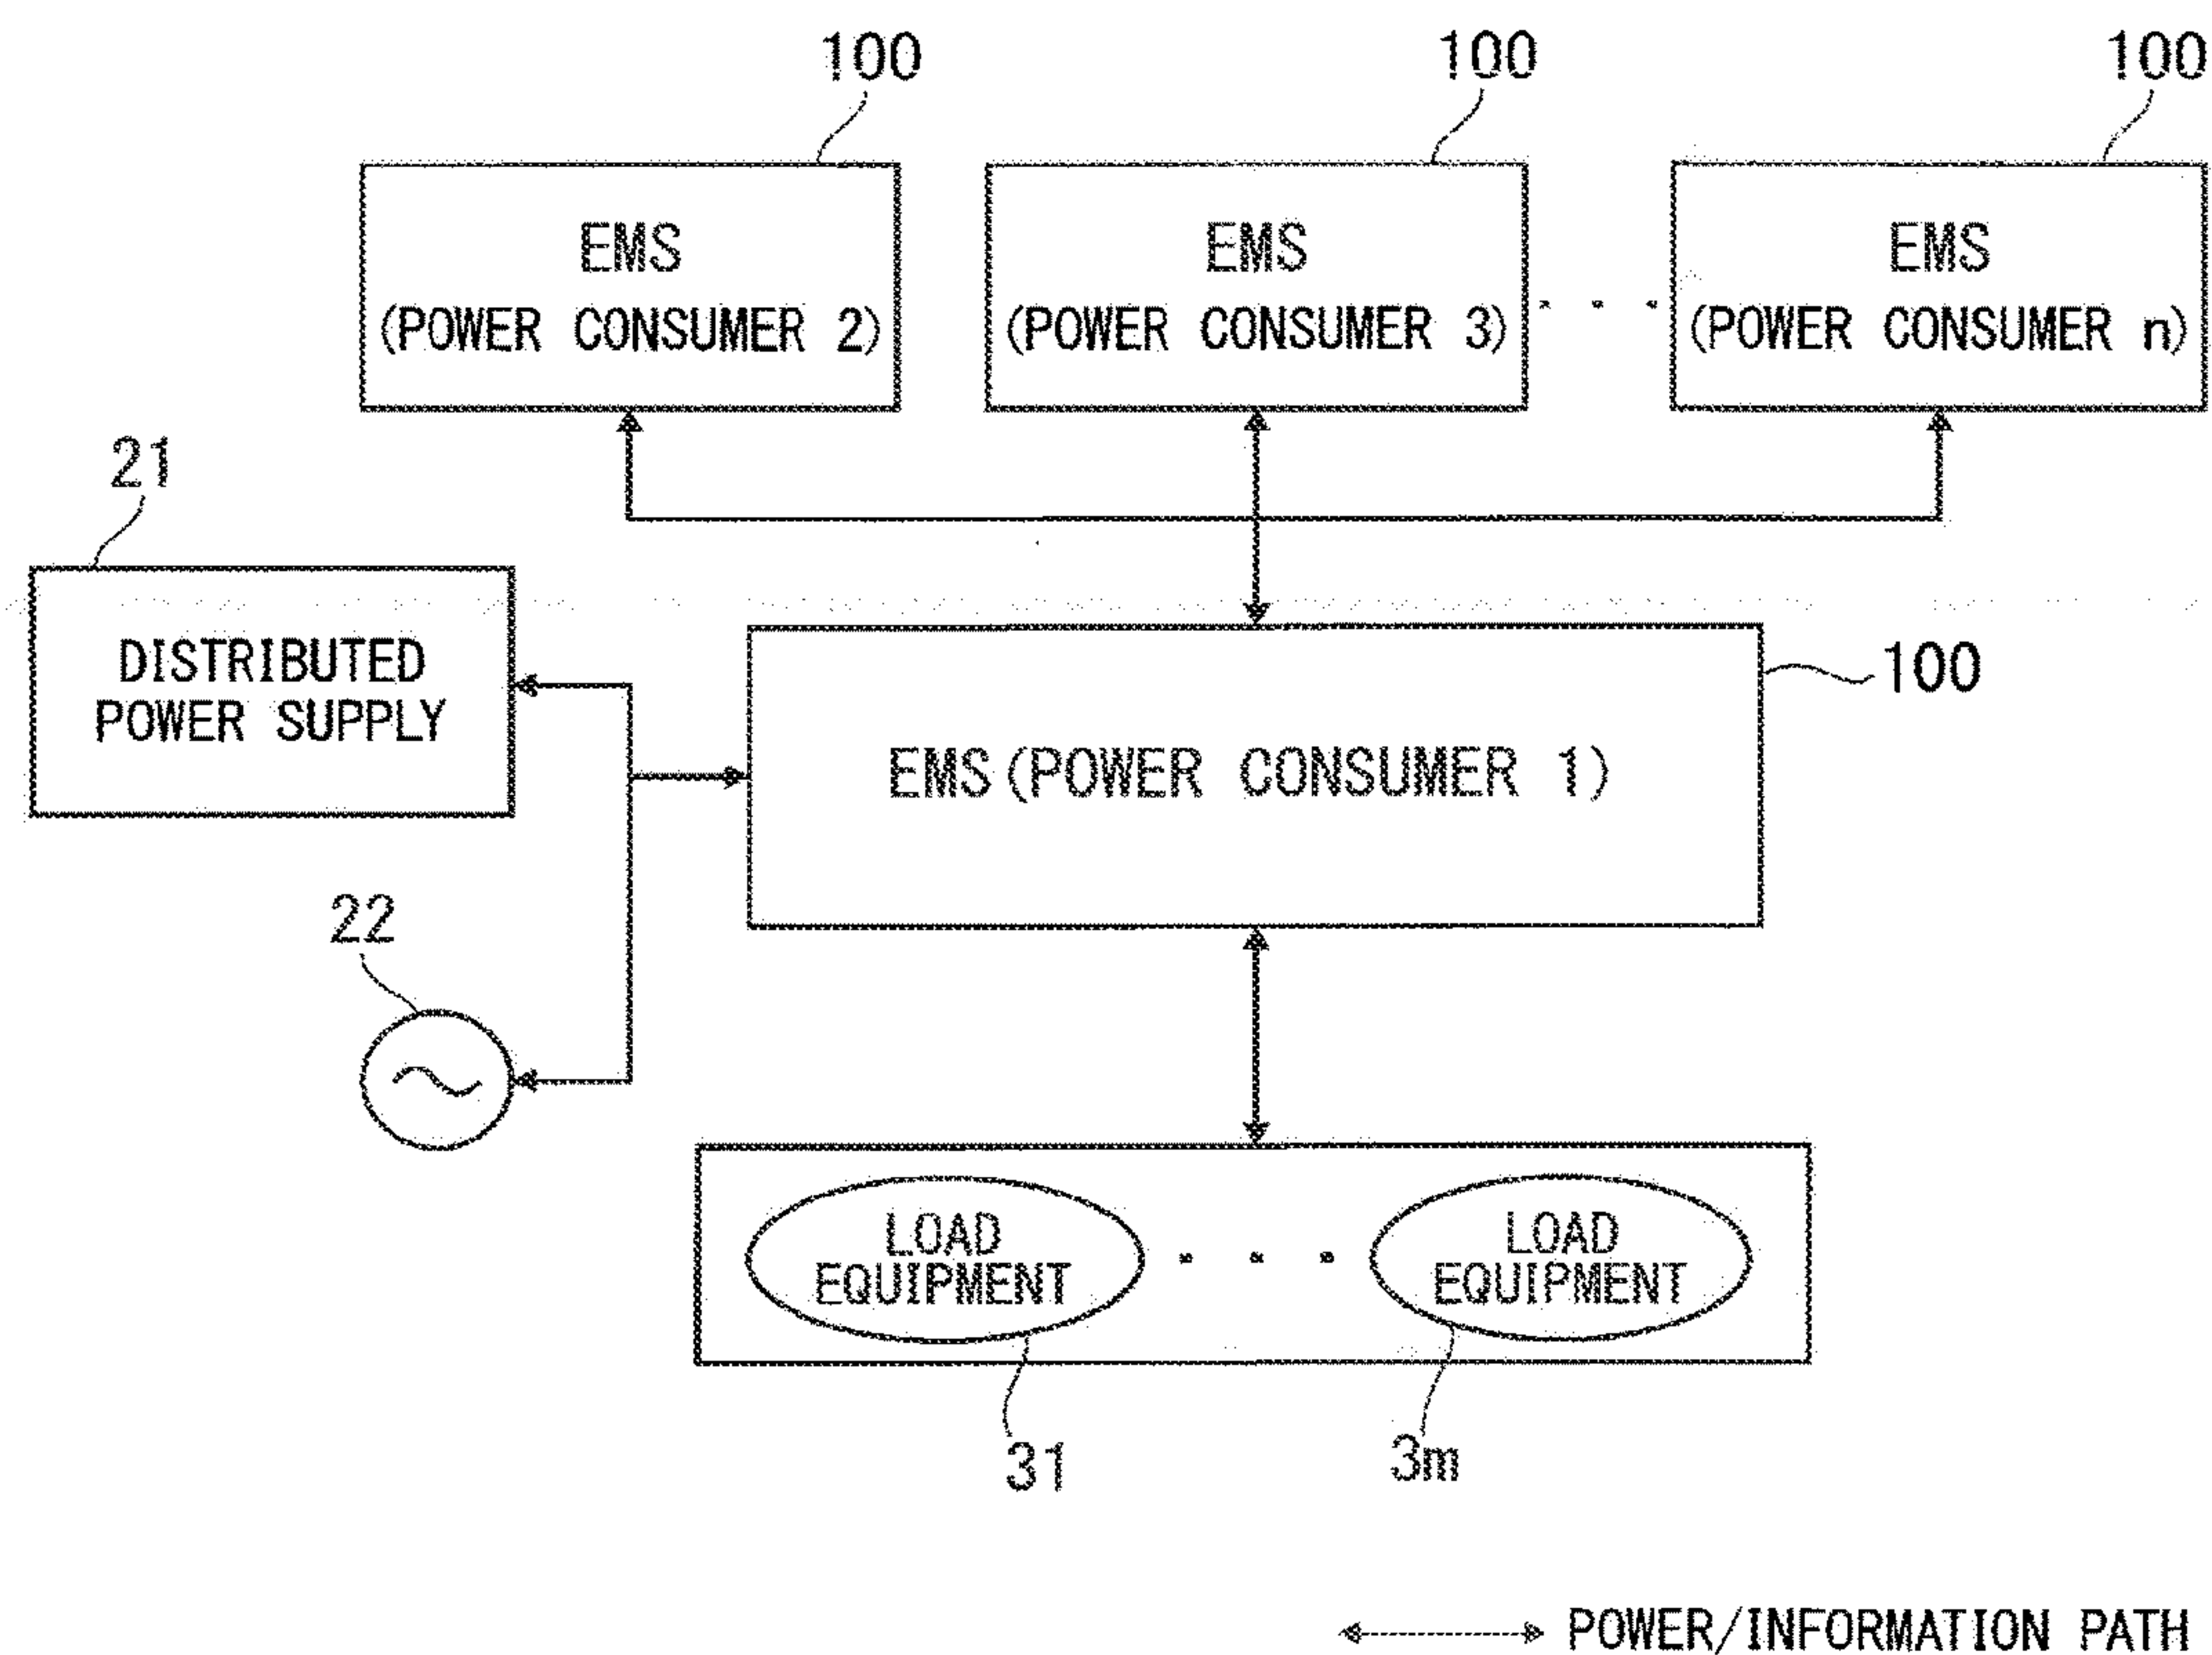 100
100
100
EMS
(POWER CONSUMER 2)
EMS
(POWER CONSUMER 3)
. . .
EMS
(POWER CONSUMER n)
21
DISTRIBUTED
POWER SUPPLY
100
EMS(POWER CONSUMER 1)
22
LOAD
EQUIPMENT
. . .
LOAD
EQUIPMENT
31
3m
POWER/INFORMATION PATH